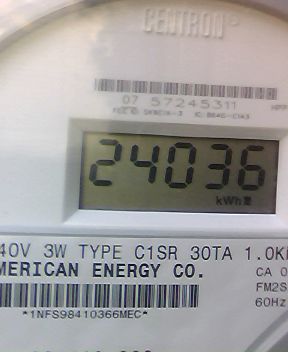 CENTRON®
07 57245311
24036
kWh
40V 3W TYPE C1SR 30TA 1.0K
MERICAN ENERGY CO.
CA 0
FM2S
60Hz
*1NFS98410366MEC*